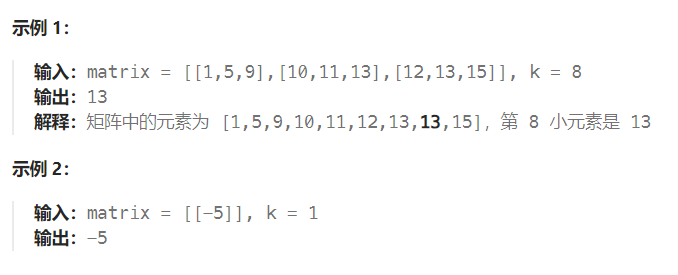 示例 1：
输入：matrix = [[1,5,9],[10,11,13],[12,13,15]], k = 8
输出：13
解释：矩阵中的元素为 [1,5,9,10,11,12,13,13,15]，第 8 小元素是 13
示例 2：
输入：matrix = [[-5]], k = 1
输出：-5